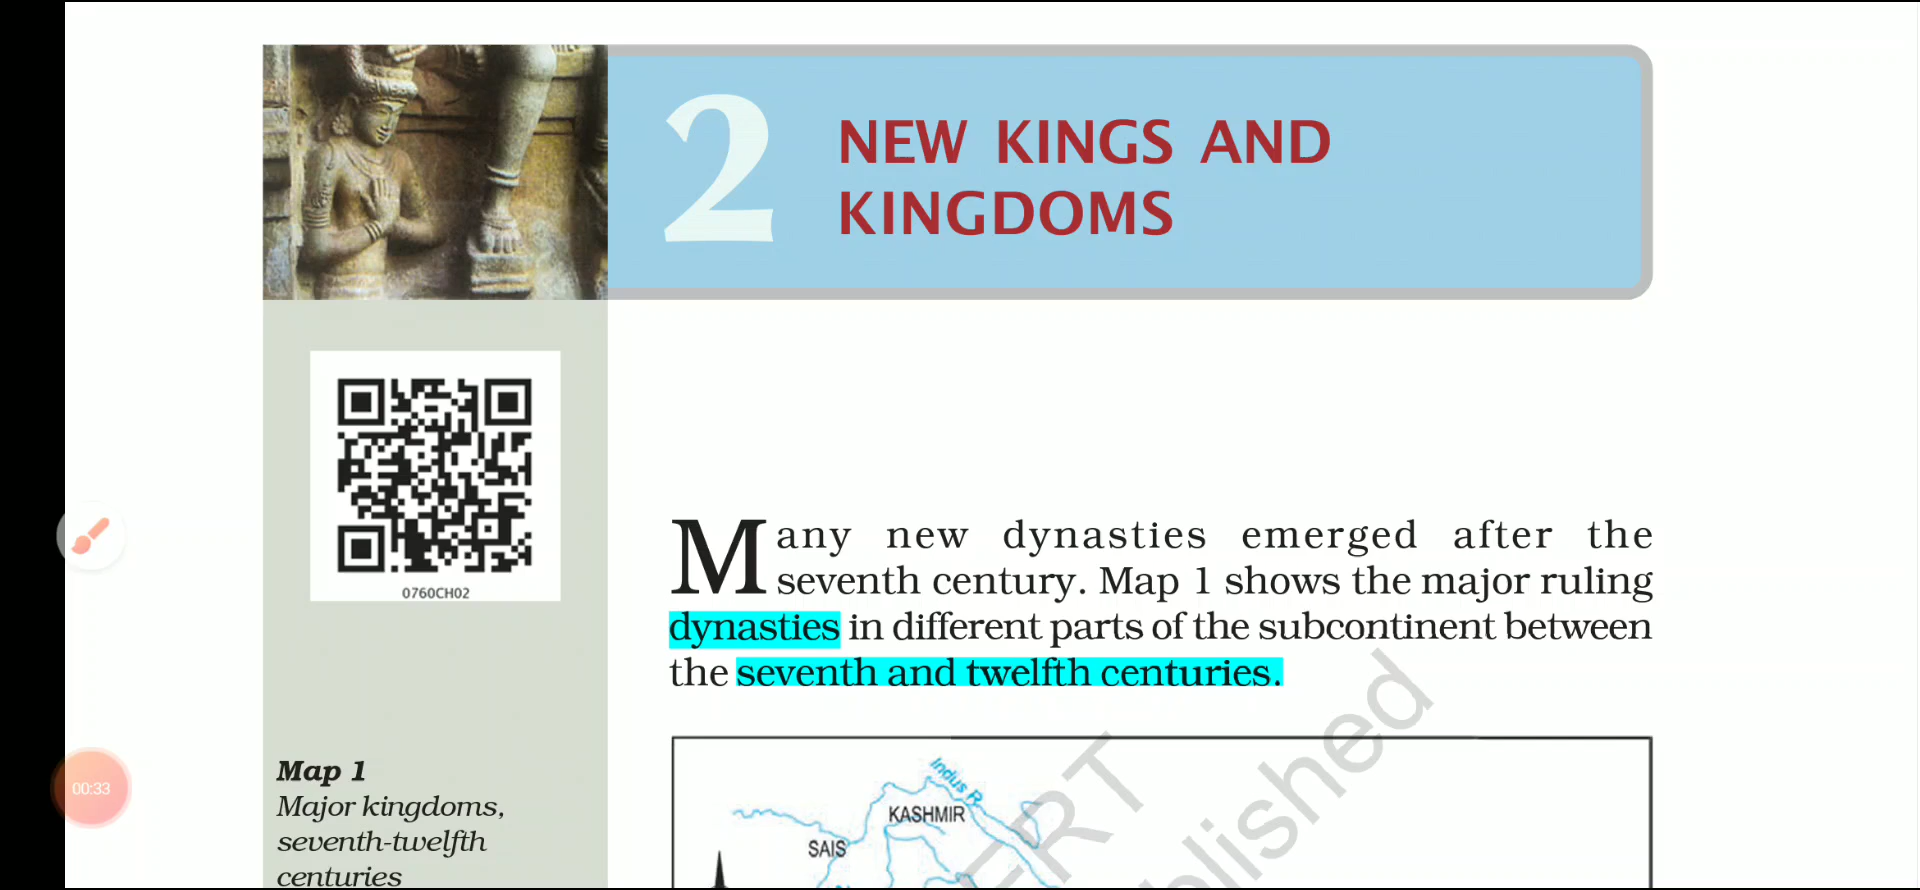 2
NEW KINGS AND
KINGDOMS
0760CH02
Many new dynasties emerged after the
seventh century. Map 1 shows the major ruling
dynasties in different parts of the subcontinent between
the seventh and twelfth centuries.
00:33
Map 1
Major kingdoms,
seventh-twelfth
centuries
Indus R.
KASHMIR
SAIS